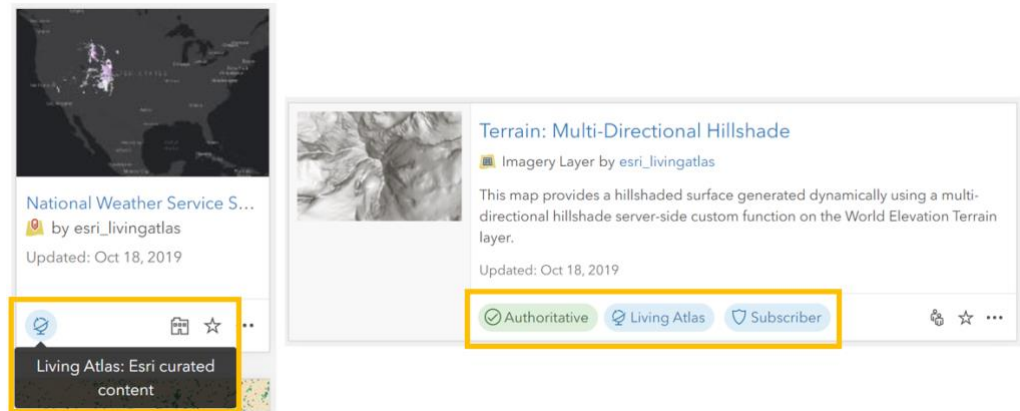 National Weather Service S...
by esri_livingatlas
Updated: Oct 18, 2019
Living Atlas: Esri curated
content
Terrain: Multi-Directional Hillshade
Imagery Layer by esri_livingatlas
This map provides a hillshaded surface generated dynamically using a multi-
directional hillshade server-side custom function on the World Elevation Terrain
layer.
Updated: Oct 18, 2019
Authoritative Living Atlas Subscriber